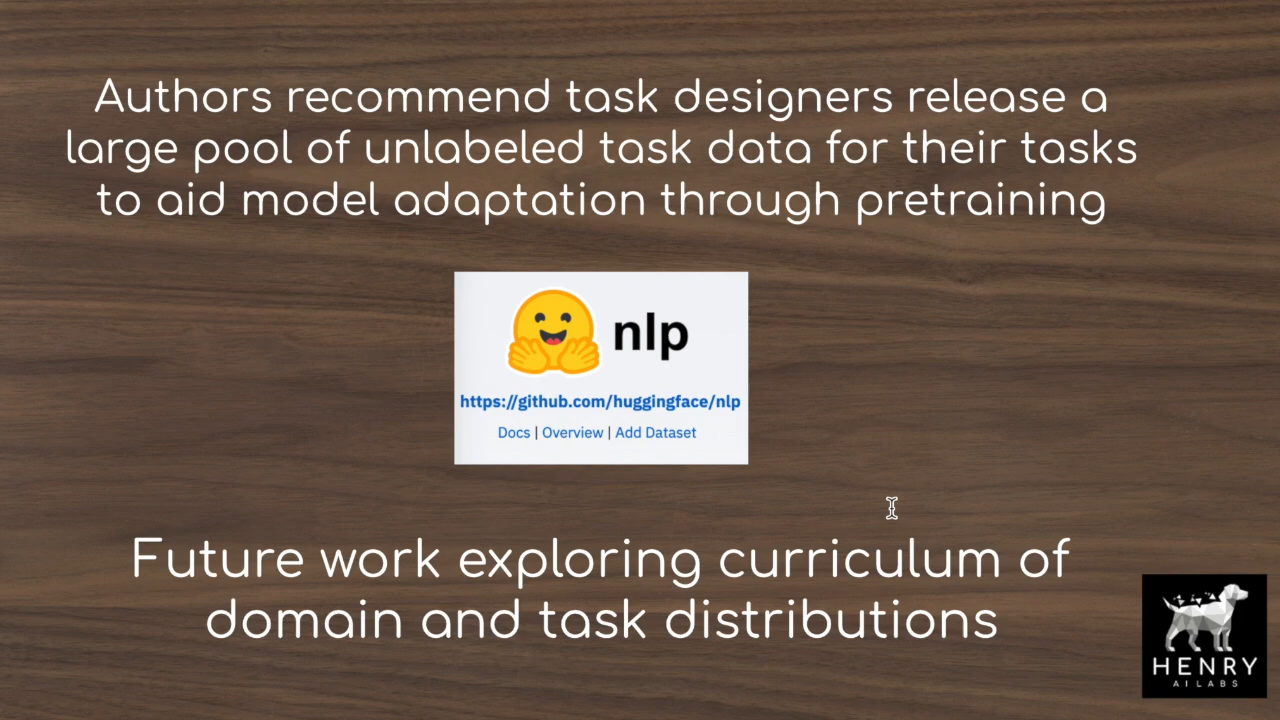 Authors recommend task designers release a
large pool of unlabeled task data for their tasks
to aid model adaptation through pretraining
nlp
https://github.com/huggingface/nlp
Docs | Overview | Add Dataset
Future work exploring curriculum of
domain and task distributions
HENRY
AI LABS